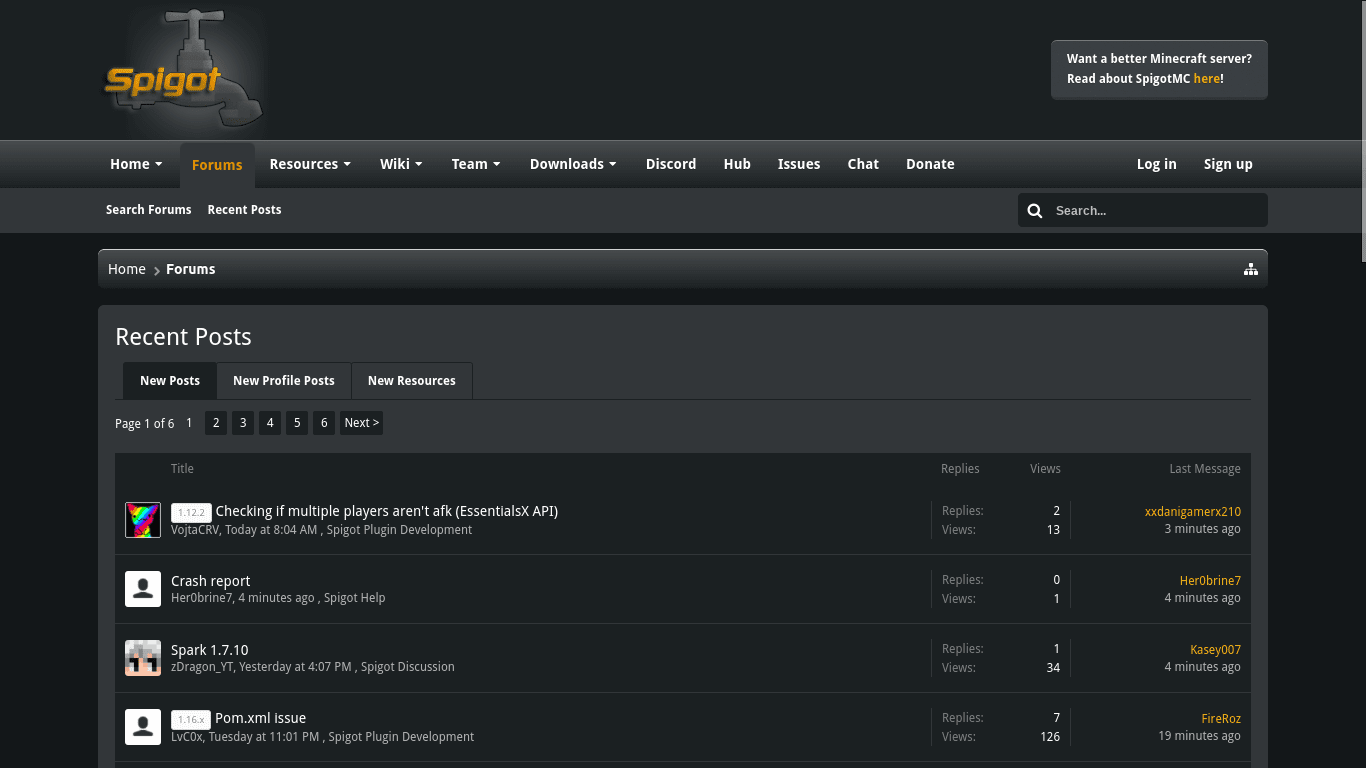 Spigot
Want a better Minecraft server?
Read about SpigotMC here!
Home Forums Resources Wiki Team Downloads Discord Hub Issues Chat Donate Log in Sign up
Search Forums Recent Posts Search...
Home Forums
Recent Posts
New Posts New Profile Posts New Resources
Page 1 of 6 1 2 3 4 5 6 Next >
Title Replies Views Last Message
1.12.2 Checking if multiple players aren't afk (EssentialsX API) Replies: 2 xxdanigamerx210
VojtaCRV, Today at 8:04 AM , Spigot Plugin Development Views: 13 3 minutes ago
Crash report Replies: 0 Her0brine7
Her0brine7, 4 minutes ago , Spigot Help Views: 1 4 minutes ago
Spark 1.7.10 Replies: 1 Kasey007
zDragon_YT, Yesterday at 4:07 PM , Spigot Discussion Views: 34 4 minutes ago
1.16.x Pom.xml issue Replies: 7 FireRoz
LvC0x, Tuesday at 11:01 PM , Spigot Plugin Development Views: 126 19 minutes ago